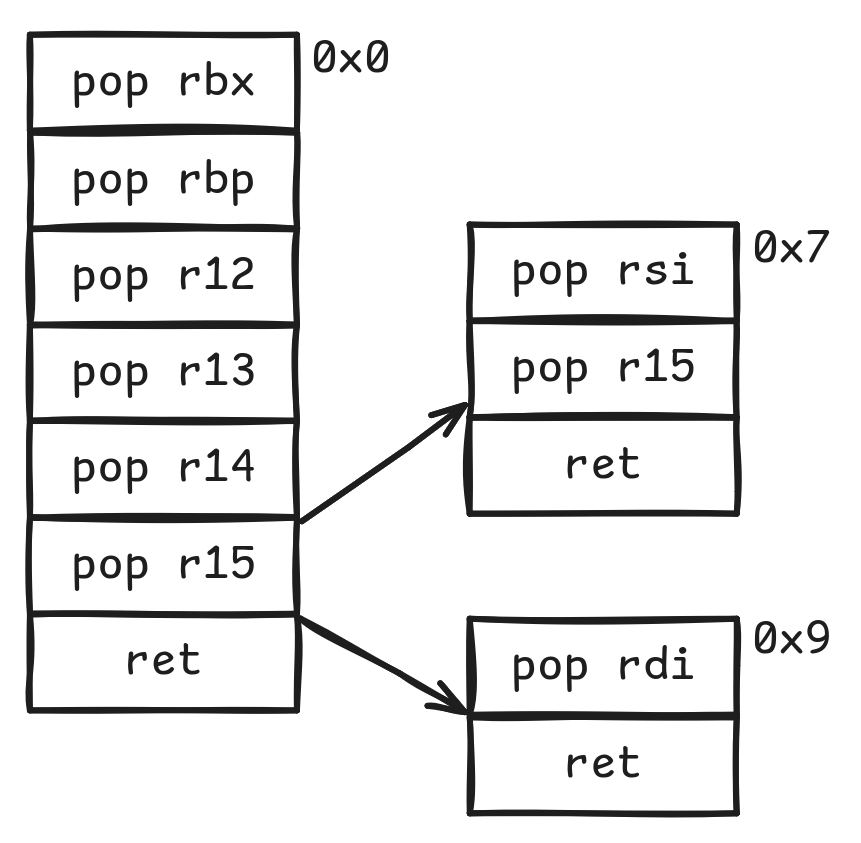 pop rbx
0x0
pop rbp
pop r12
pop r13
pop r14
pop r15
ret
pop rsi
0x7
pop r15
ret
pop rdi
0x9
ret